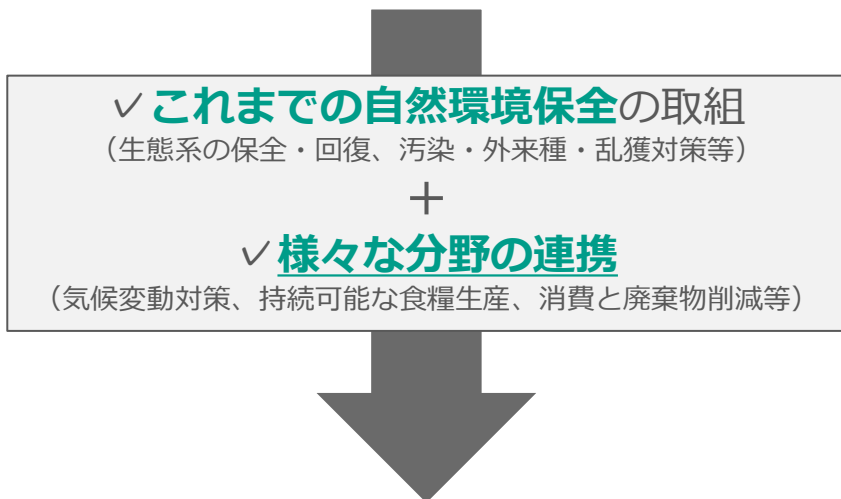 ✓これまでの自然環境保全の取組
（生態系の保全・回復、汚染・外来種・乱獲対策等）
＋
✓様々な分野の連携
（気候変動対策、持続可能な食糧生産、消費と廃棄物削減等）